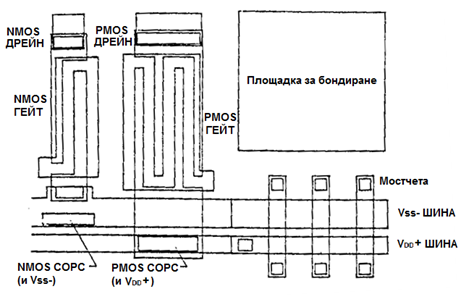 NMOS
ДРЕЙН
PMOS
ДРЕЙН
NMOS
ГЕЙТ
PMOS
ГЕЙТ
Площадка за бондиране
Мостчета
Vss- ШИНА
VDD+ ШИНА
NMOS СОРС
(и Vss-)
PMOS СОРС
(и VDD+)